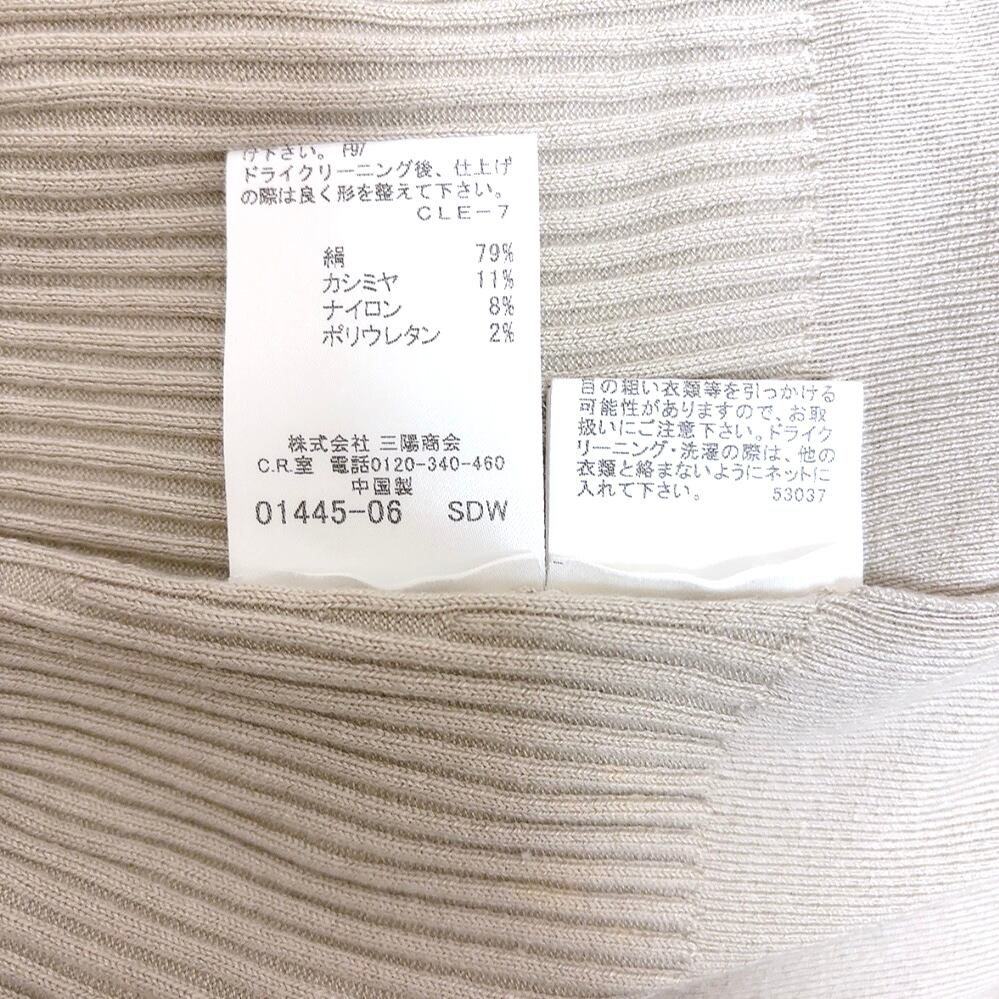 け下さい。
ドライクリーニング後、仕上げ
の際は良く形を整えて下さい。
CLE-7
絹 79%
カシミヤ 11%
ナイロン 8%
ポリウレタン 2%
株式会社 三陽商会
C.R.室 電話0120-340-460
中国製
01445-06 SDW
目の粗い衣類等を引っかける
可能性がありますので、お取
扱いにご注意下さい。ドライク
リーニング・洗濯の際は、他の
衣類と絡まないようにネットに
入れて下さい。 53037